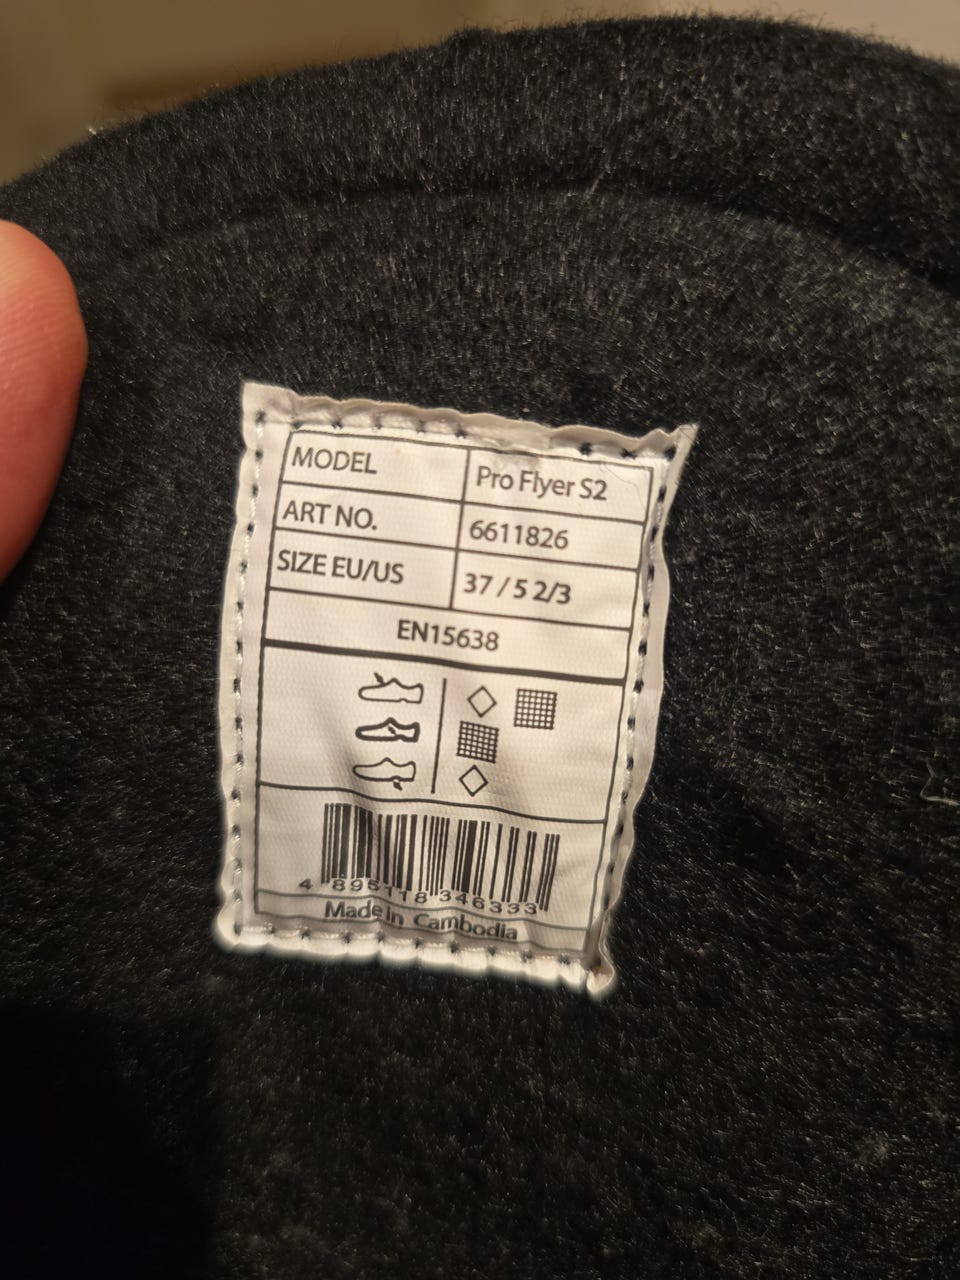 MODEL Pro Flyer S2
ART NO. 6611826
SIZE EU/US 37 / 5 2/3
EN15638
4 895118 346333
Made in Cambodia